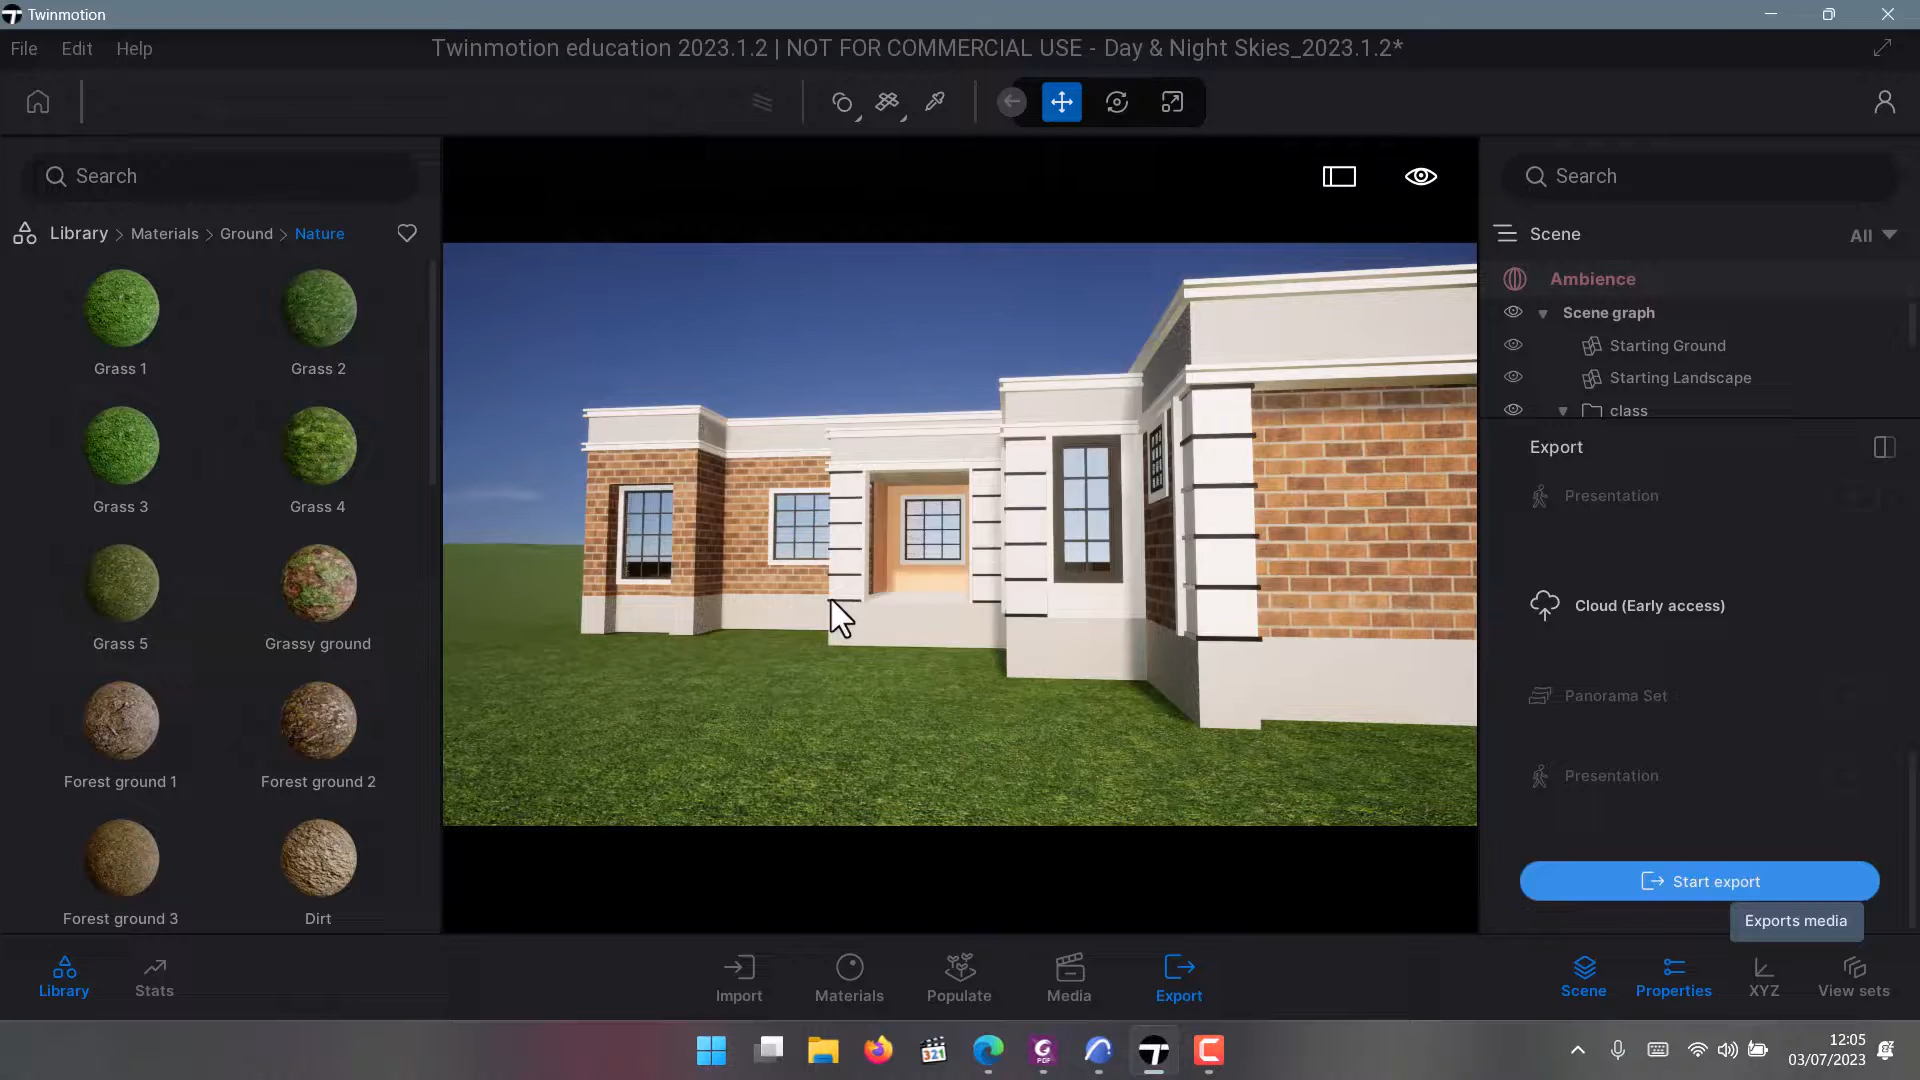 Twinmotion
File Edit Help
Twinmotion education 2023.1.2 | NOT FOR COMMERCIAL USE - Day & Night Skies_2023.1.2*
Search
Library > Materials > Ground > Nature
Grass 1
Grass 2
Grass 3
Grass 4
Grass 5
Grassy ground
Forest ground 1
Forest ground 2
Forest ground 3
Dirt
Search
Scene
All
Ambience
Scene graph
Starting Ground
Starting Landscape
class
Export
Presentation
Cloud (Early access)
Panorama Set
Presentation
Start export
Exports media
Library
Stats
Import
Materials
Populate
Media
Export
Scene
Properties
XYZ
View sets
321
PDF
12:05
03/07/2023